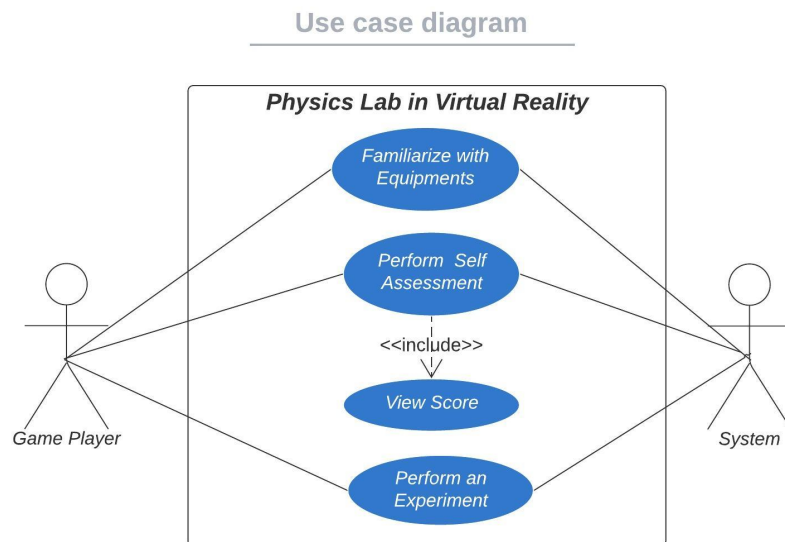 Use case diagram
Physics Lab in Virtual Reality
Familiarize with
Equipments
Perform Self
Assessment
<<include>>
View Score
Game Player
System
Perform an
Experiment